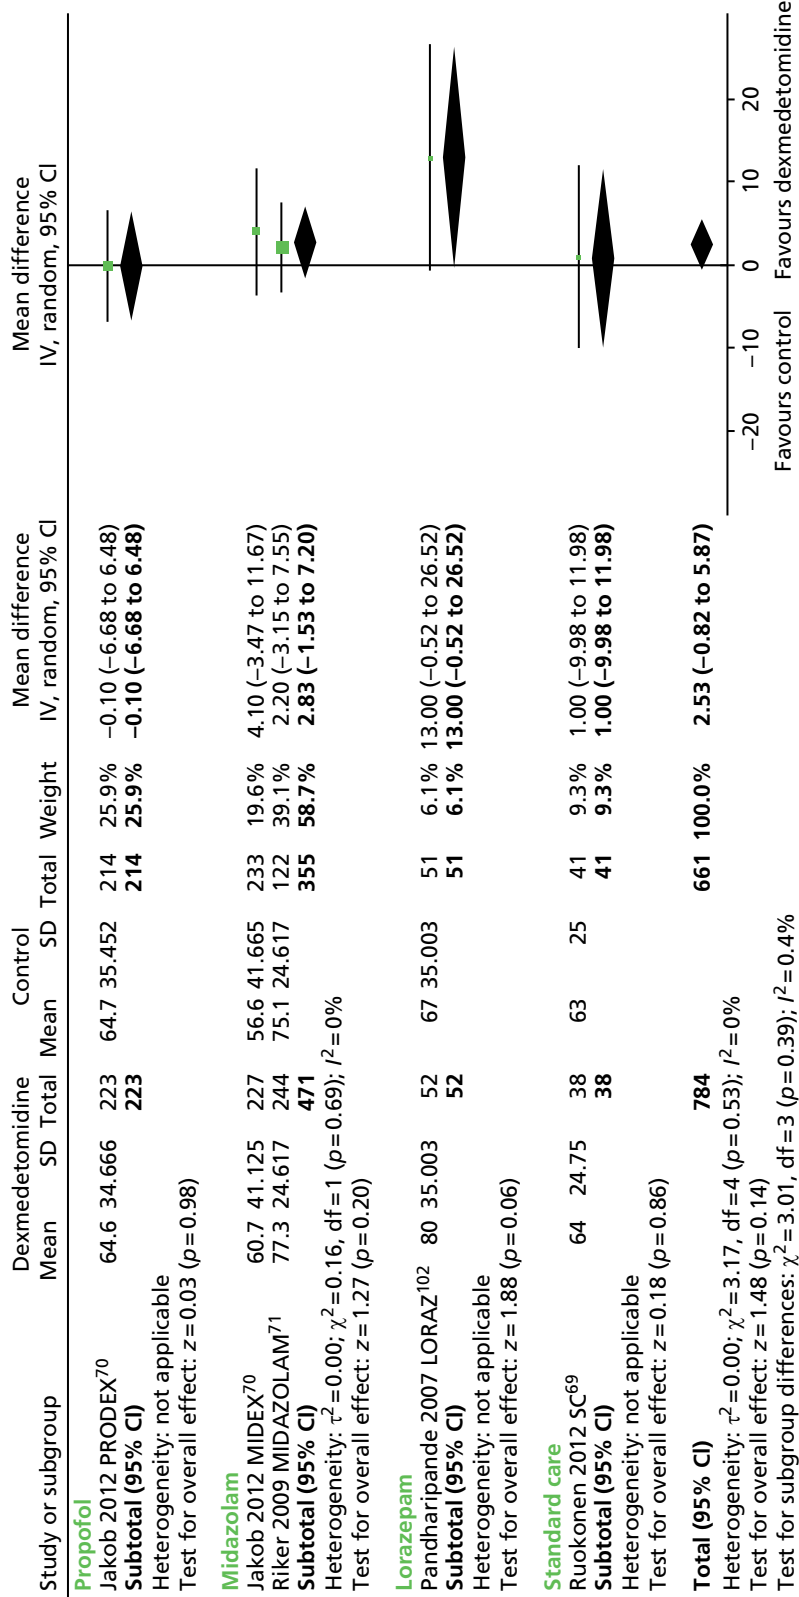 Dexmedetomidine Control Mean difference Mean difference
Study or subgroup Mean SD Total Mean SD Total Weight IV, random, 95% CI IV, random, 95% CI
Propofol
Jakob 2012 PRODEX⁷⁰ 64.6 34.666 223 64.7 35.452 214 25.9% −0.10 (−6.68 to 6.48)
Subtotal (95% CI) 223 214 25.9% −0.10 (−6.68 to 6.48)
Heterogeneity: not applicable
Test for overall effect: z=0.03 (p=0.98)
Midazolam
Jakob 2012 MIDEX⁷⁰ 60.7 41.125 227 56.6 41.665 233 19.6% 4.10 (−3.47 to 11.67)
Riker 2009 MIDAZOLAM⁷¹ 77.3 24.617 244 75.1 24.617 122 39.1% 2.20 (−3.15 to 7.55)
Subtotal (95% CI) 471 355 58.7% 2.83 (−1.53 to 7.20)
Heterogeneity: τ²=0.00; χ²=0.16, df=1 (p=0.69); I²=0%
Test for overall effect: z=1.27 (p=0.20)
Lorazepam
Pandharipande 2007 LORAZ¹⁰² 80 35.003 52 67 35.003 51 6.1% 13.00 (−0.52 to 26.52)
Subtotal (95% CI) 52 51 6.1% 13.00 (−0.52 to 26.52)
Heterogeneity: not applicable
Test for overall effect: z=1.88 (p=0.06)
Standard care
Ruokonen 2012 SC⁶⁹ 64 24.75 38 63 25 41 9.3% 1.00 (−9.98 to 11.98)
Subtotal (95% CI) 38 41 9.3% 1.00 (−9.98 to 11.98)
Heterogeneity: not applicable
Test for overall effect: z=0.18 (p=0.86)
Total (95% CI) 784 661 100.0% 2.53 (−0.82 to 5.87)
Heterogeneity: τ²=0.00; χ²=3.17, df=4 (p=0.53); I²=0%
Test for overall effect: z=1.48 (p=0.14)
Test for subgroup differences: χ²=3.01, df=3 (p=0.39); I²=0.4%
−20 −10 0 10 20
Favours control Favours dexmedetomidine